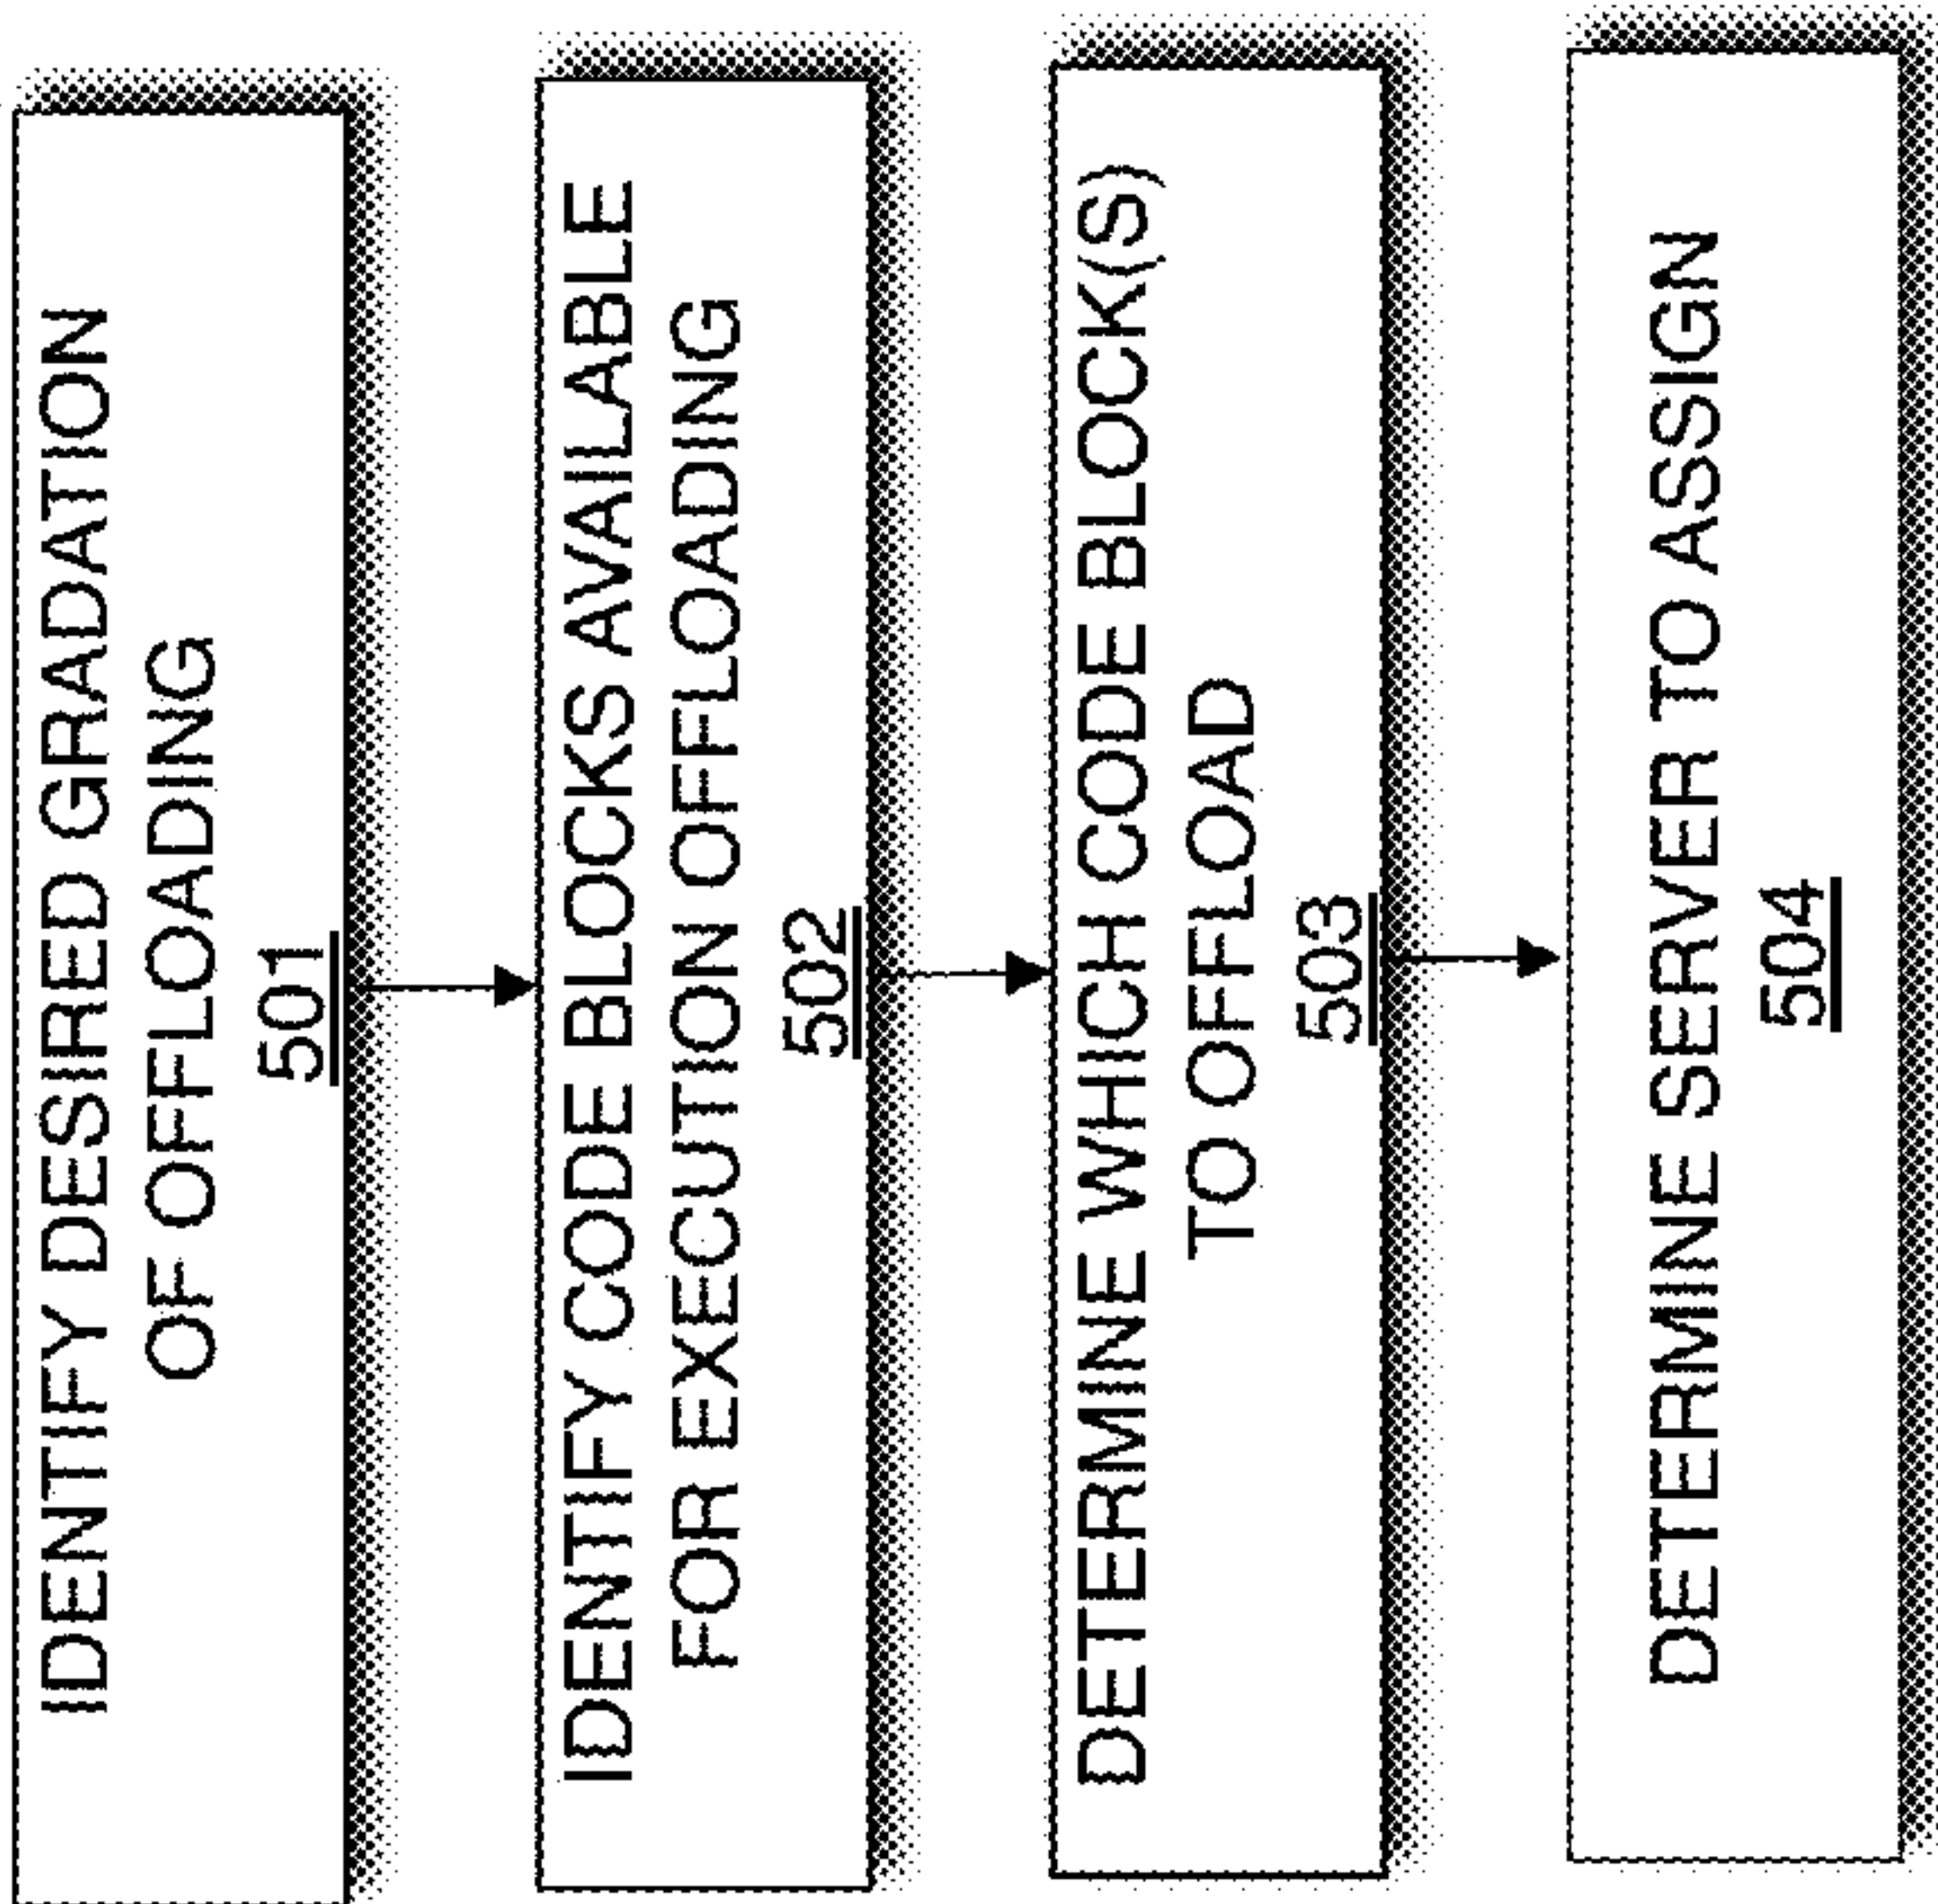 IDENTIFY DESIRED GRADATION
OF OFFLOADING
501
IDENTIFY CODE BLOCKS AVAILABLE
FOR EXECUTION OFFLOADING
502
DETERMINE WHICH CODE BLOCK(S)
TO OFFLOAD
503
DETERMINE SERVER TO ASSIGN
504